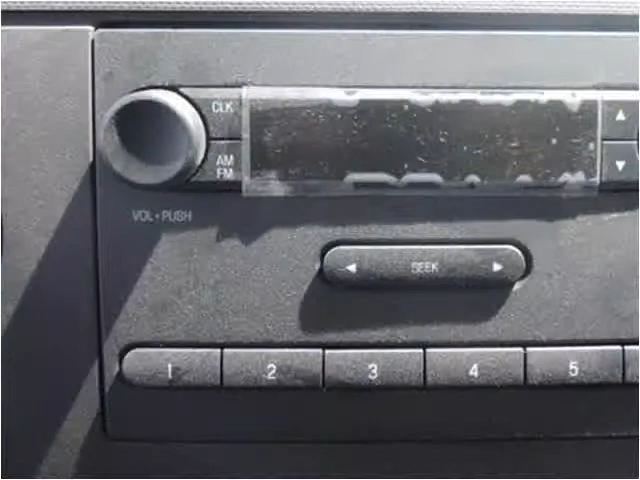 CLK
AM
FM
▲
▼
VOL • PUSH
◀ SEEK ▶
1 2 3 4 5